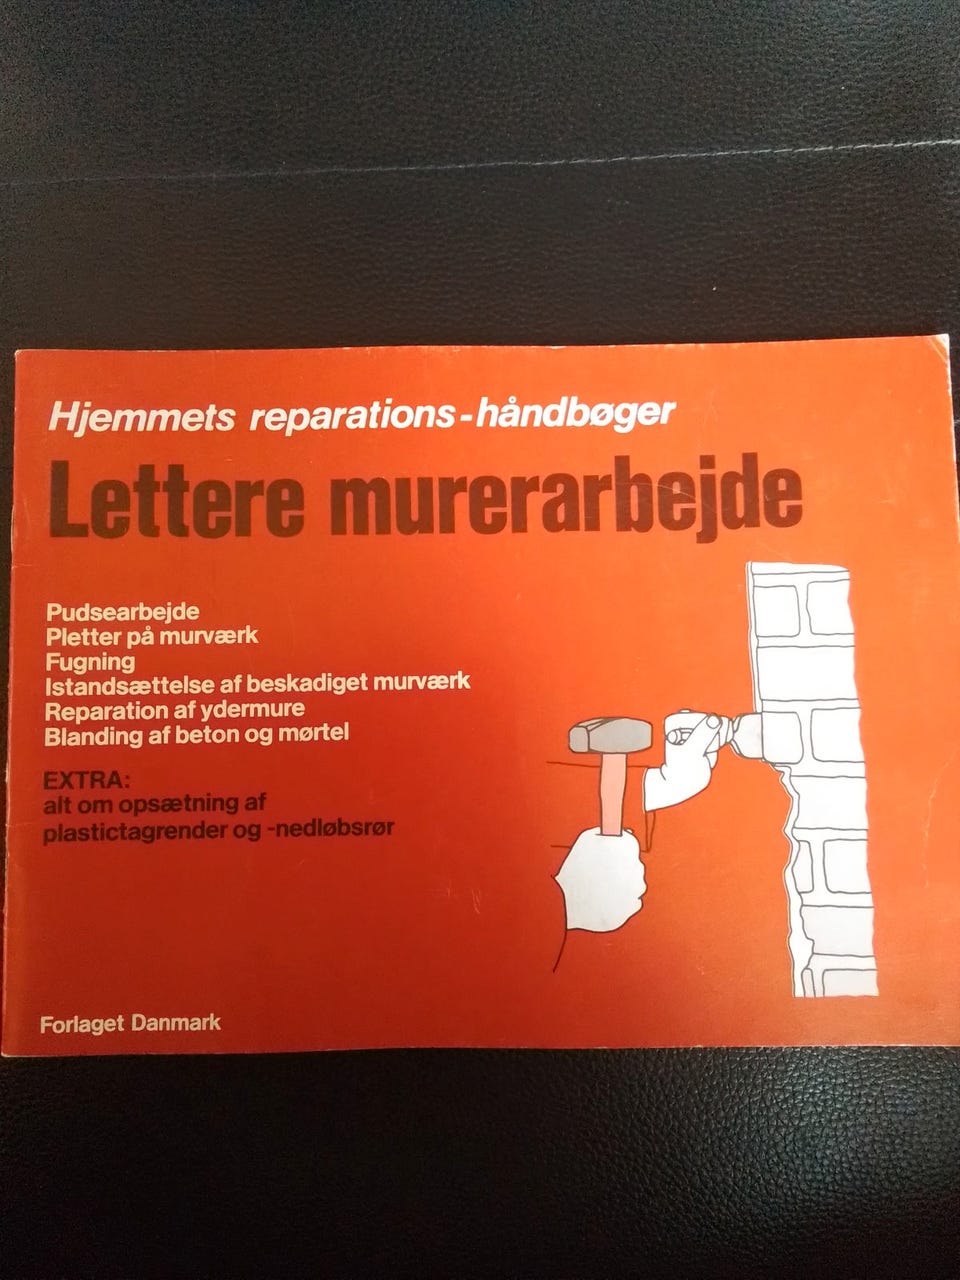 Hjemmets reparations-håndbøger
Lettere murerarbejde
Pudsearbejde
Pletter på murværk
Fugning
Istandsættelse af beskadiget murværk
Reparation af ydermure
Blanding af beton og mørtel
EXTRA:
alt om opsætning af
plastictagrender og -nedløbsrør
Forlaget Danmark